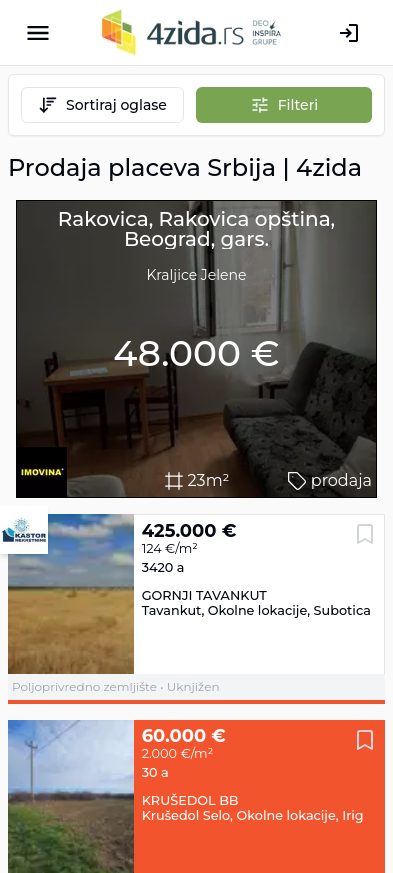 4zida.rs
DEO
INSPIRA
GRUPE
Sortiraj oglase
Filteri
Prodaja placeva Srbija | 4zida
Rakovica, Rakovica opština,
Beograd, gars.
Kraljice Jelene
48.000 €
IMOVINA
23m²
prodaja
KASTOR
NEKRETNINE
425.000 €
124 €/m²
3420 a
GORNJI TAVANKUT
Tavankut, Okolne lokacije, Subotica
Poljoprivredno zemljište • Uknjižen
60.000 €
2.000 €/m²
30 a
KRUŠEDOL BB
Krušedol Selo, Okolne lokacije, Irig